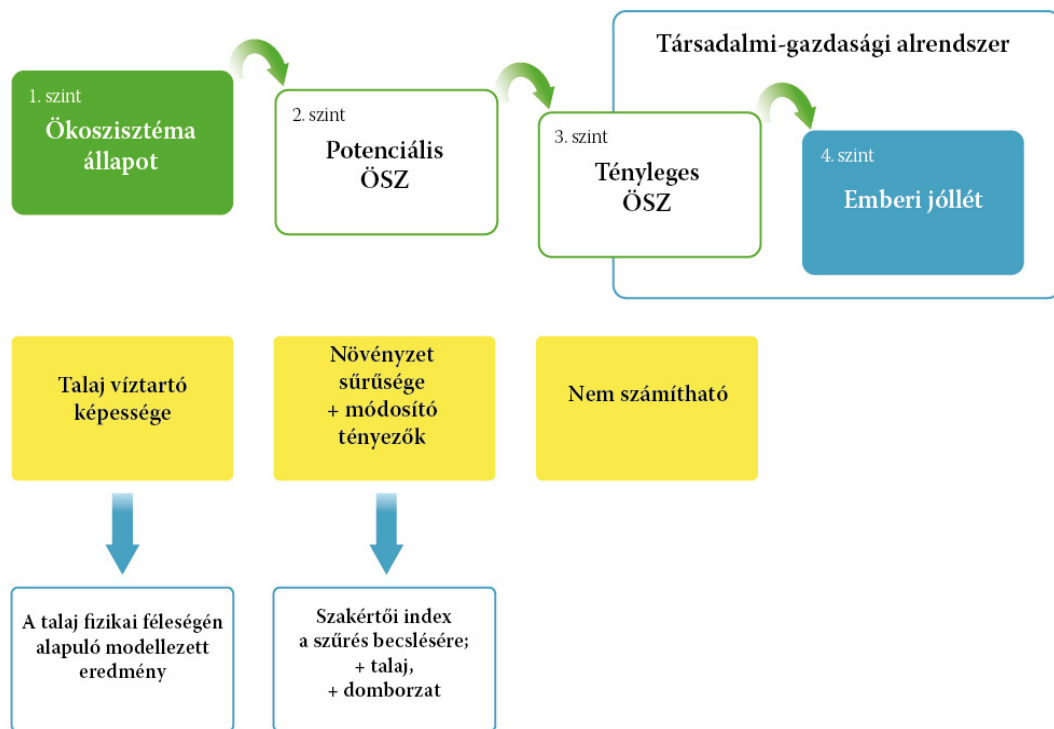 Társadalmi-gazdasági alrendszer
1. szint
Ökoszisztéma
állapot
2. szint
Potenciális
ÖSZ
3. szint
Tényleges
ÖSZ
4. szint
Emberi jóllét
Talaj víztartó
képessége
Növényzet
sűrűsége
+ módosító
tényezők
Nem számítható
A talaj fizikai féleségén
alapuló modellezett
eredmény
Szakértői index
a szűrés becslésére;
+ talaj,
+ domborzat